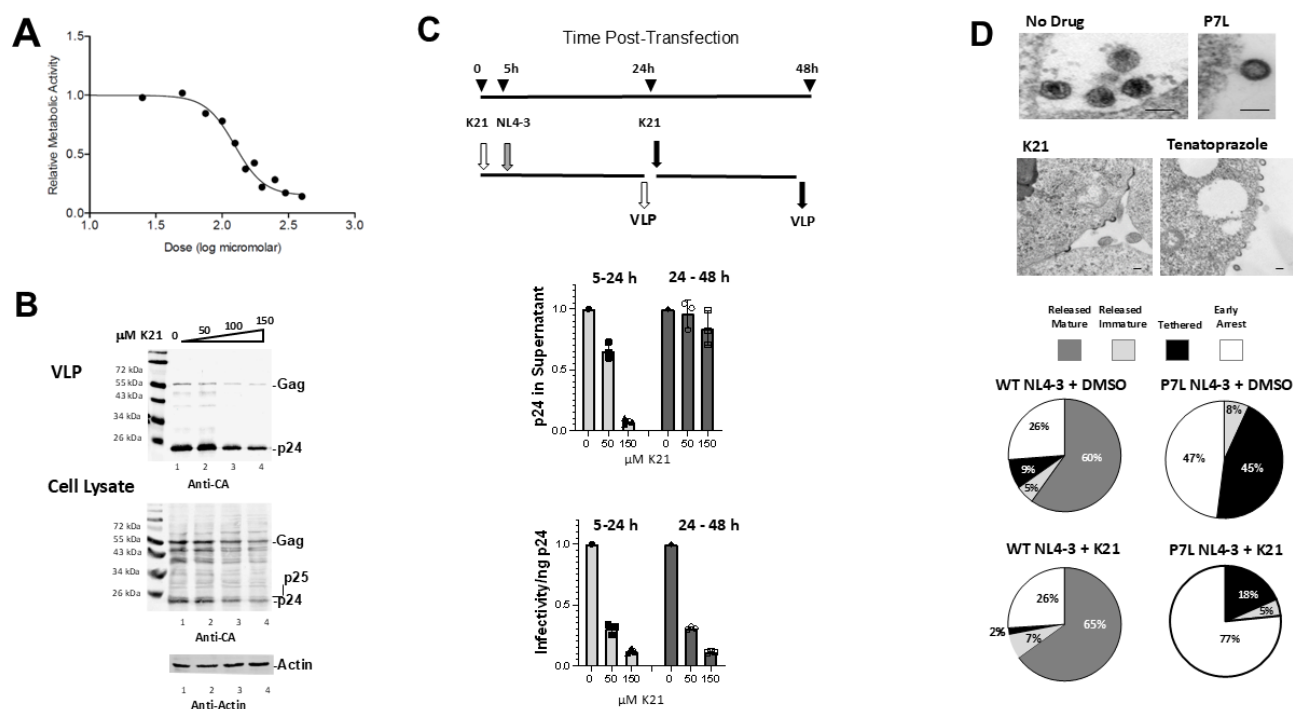 A
Relative Metabolic Activity
1.5
1.0
0.5
0.0
1.0 1.5 2.0 2.5 3.0
Dose (log micromolar)
B
μM K21 0 50 100 150
VLP
72 kDa
55 kDa
43 kDa
34 kDa
26 kDa
-Gag
-p24
1 2 3 4
Anti-CA
Cell Lysate
72 kDa
55 kDa
43 kDa
34 kDa
26 kDa
-Gag
p25
-p24
1 2 3 4
Anti-CA
-Actin
1 2 3 4
Anti-Actin
C
Time Post-Transfection
0 5h 24h 48h
K21 NL4-3 K21
VLP VLP
5-24 h 24 - 48 h
p24 in Supernatant
1.0
0.5
0.0
0 50 150 0 50 150
μM K21
5-24 h 24 - 48 h
Infectivity/ng p24
1.0
0.5
0.0
0 50 150 0 50 150
μM K21
D
No Drug P7L
K21 Tenatoprazole
Released Mature
Released Immature
Tethered
Early Arrest
WT NL4-3 + DMSO
26%
9%
5%
60%
P7L NL4-3 + DMSO
8%
47%
45%
WT NL4-3 + K21
26%
2%
7%
65%
P7L NL4-3 + K21
18%
5%
77%